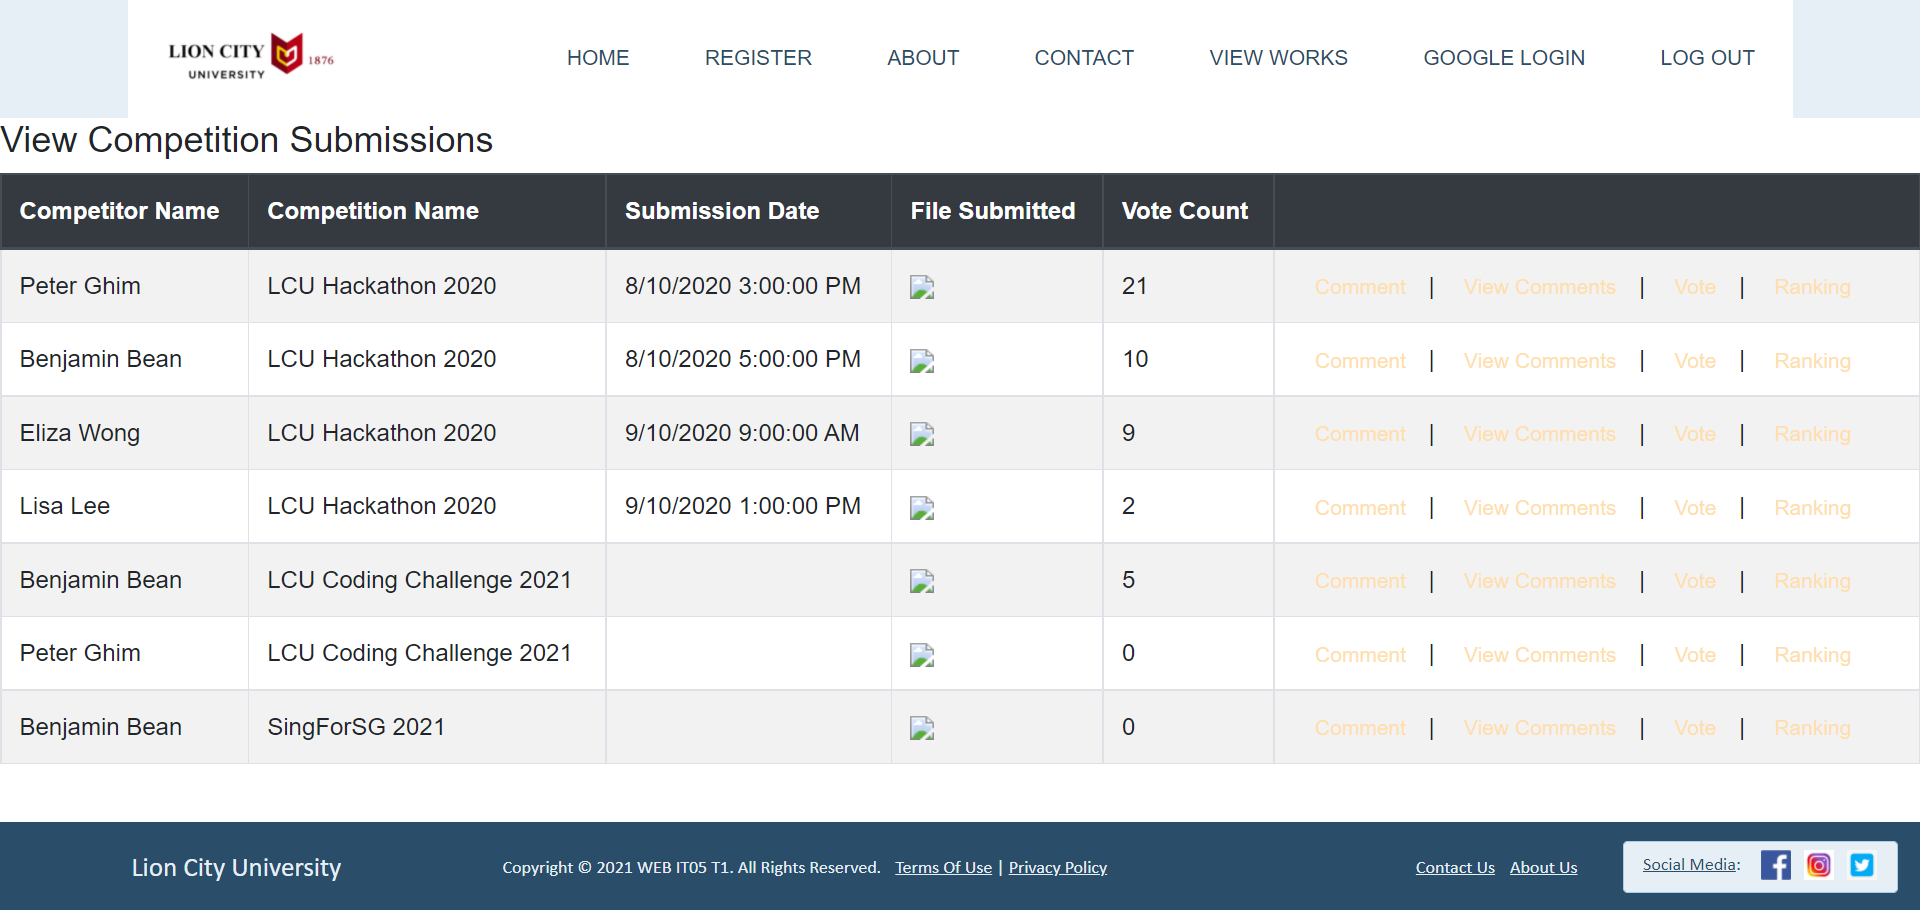 LION CITY
UNIVERSITY
1876
HOME REGISTER ABOUT CONTACT VIEW WORKS GOOGLE LOGIN LOG OUT
View Competition Submissions
Competitor Name Competition Name Submission Date File Submitted Vote Count
Peter Ghim LCU Hackathon 2020 8/10/2020 3:00:00 PM 21 Comment | View Comments | Vote | Ranking
Benjamin Bean LCU Hackathon 2020 8/10/2020 5:00:00 PM 10 Comment | View Comments | Vote | Ranking
Eliza Wong LCU Hackathon 2020 9/10/2020 9:00:00 AM 9 Comment | View Comments | Vote | Ranking
Lisa Lee LCU Hackathon 2020 9/10/2020 1:00:00 PM 2 Comment | View Comments | Vote | Ranking
Benjamin Bean LCU Coding Challenge 2021 5 Comment | View Comments | Vote | Ranking
Peter Ghim LCU Coding Challenge 2021 0 Comment | View Comments | Vote | Ranking
Benjamin Bean SingForSG 2021 0 Comment | View Comments | Vote | Ranking
Lion City University Copyright © 2021 WEB IT05 T1. All Rights Reserved. Terms Of Use | Privacy Policy Contact Us About Us Social Media: